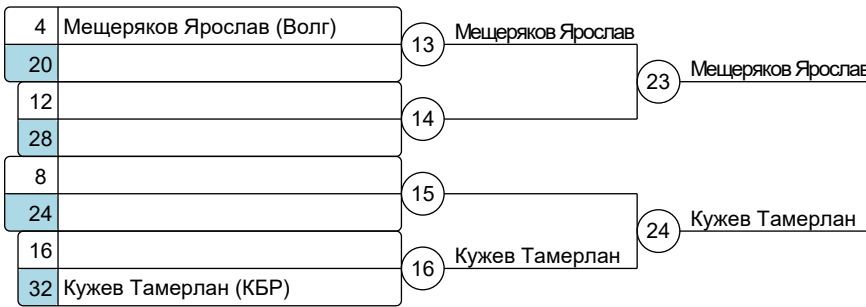 4 Мещеряков Ярослав (Волг)
13 Мещеряков Ярослав
20
23 Мещеряков Ярослав
12
14
28
8
15
24
24 Кужев Тамерлан
16
16 Кужев Тамерлан
32 Кужев Тамерлан (КБР)